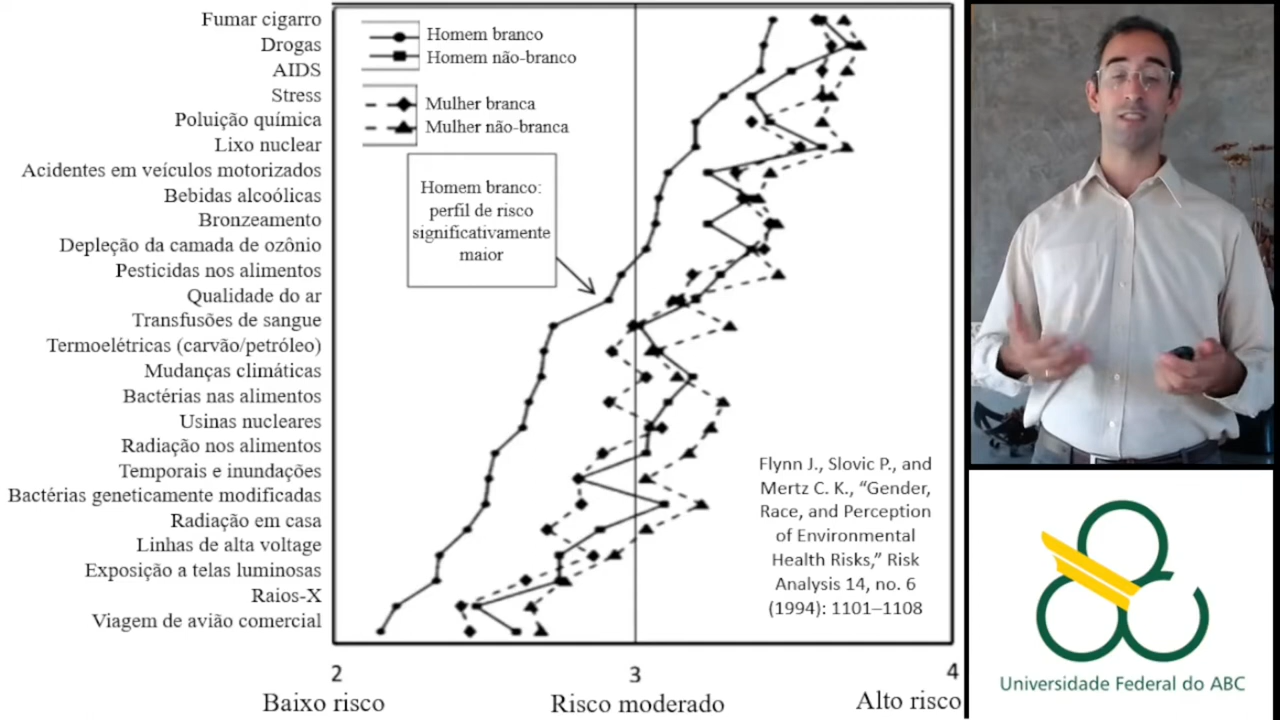 Fumar cigarro
Drogas
AIDS
Stress
Poluição química
Lixo nuclear
Acidentes em veículos motorizados
Bebidas alcoólicas
Bronzeamento
Depleção da camada de ozônio
Pesticidas nos alimentos
Qualidade do ar
Transfusões de sangue
Termoelétricas (carvão/petróleo)
Mudanças climáticas
Bactérias nas alimentos
Usinas nucleares
Radiação nos alimentos
Temporais e inundações
Bactérias geneticamente modificadas
Radiação em casa
Linhas de alta voltage
Exposição a telas luminosas
Raios-X
Viagem de avião comercial
Homem branco
Homem não-branco
Mulher branca
Mulher não-branca
Homem branco:
perfil de risco
significativamente
maior
Flynn J., Slovic P., and
Mertz C. K., “Gender,
Race, and Perception
of Environmental
Health Risks,” Risk
Analysis 14, no. 6
(1994): 1101–1108
2
3
4
Baixo risco
Risco moderado
Alto risco
Universidade Federal do ABC